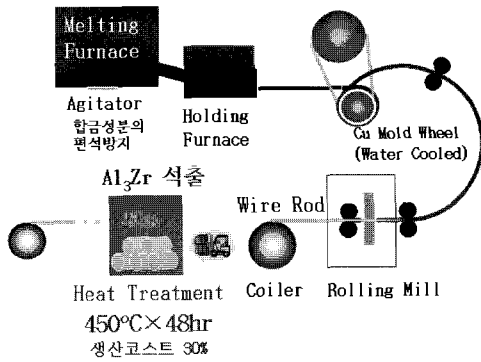 Melting
Furnace
Agitator
합금성분의
편석방지
Holding
Furnace
Cu Mold Wheel
(Water Cooled)
Al3Zr 석출
Wire Rod
Heat Treatment
450°C×48hr
생산코스트 30%
Coiler
Rolling Mill